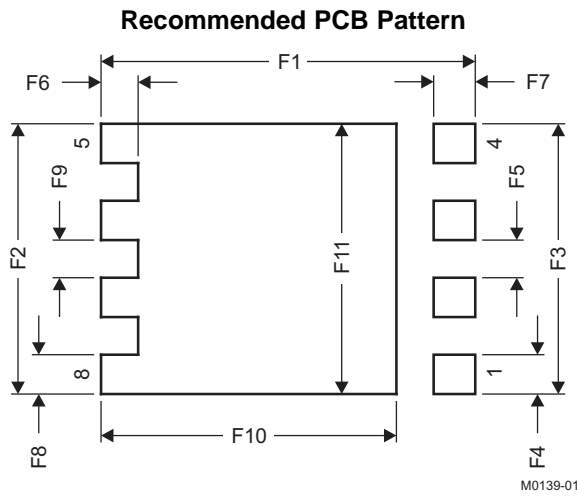 Recommended PCB Pattern
F1
F6
F7
5
4
F9
F5
F2
F11
F3
8
1
F10
F8
F4
M0139-01